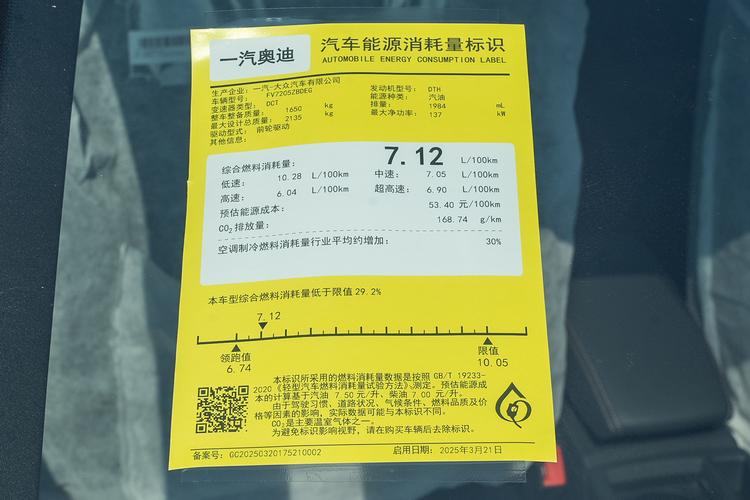 一汽奥迪
汽车能源消耗量标识
AUTOMOBILE ENERGY CONSUMPTION LABEL
生产企业：一汽-大众汽车有限公司
车辆型号：FV7205ZBDEG 发动机型号：DTH
变速器类型：DCT 能源种类：汽油
整车整备质量：1650 kg 排量：1984 mL
最大设计总质量：2135 kg 最大净功率：137 kW
驱动型式：前轮驱动
其他信息：
综合燃料消耗量： 7.12 L/100km
低速： 10.28 L/100km 中速： 7.05 L/100km
高速： 6.04 L/100km 超高速： 6.90 L/100km
预估能源成本： 53.40 元/100km
CO₂排放量： 168.74 g/km
空调制冷燃料消耗量行业平均约增加： 30%
本车型综合燃料消耗量低于限值29.2%
7.12
领跑值 限值
6.74 10.05
本标识所采用的燃料消耗量数据是按照 GB/T 19233-
2020《轻型汽车燃料消耗量试验方法》测定。预估能源成
本的计算基于汽油 7.50 元/升、柴油 7.00 元/升。
由于驾驶习惯、道路状况、气候条件、燃料品质及价
格等因素的影响，实际数据可能与本标识不同。
CO₂是主要温室气体之一。
为避免标识影响视野，请在购买车辆后去除标识。
备案号：GC20250320175210002 启用日期：2025年3月21日